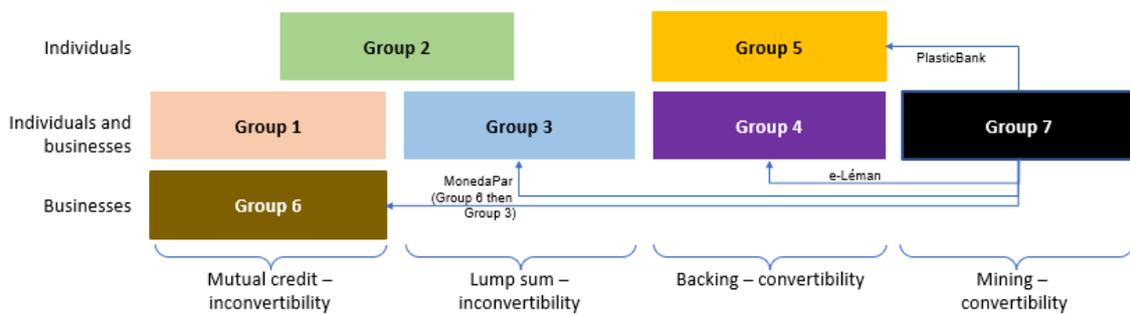 Individuals
Group 2
Group 5
PlasticBank
Individuals and
businesses
Group 1
Group 3
Group 4
Group 7
e-Léman
MonedaPar
(Group 6 then
Group 3)
Businesses
Group 6
Mutual credit –
inconvertibility
Lump sum –
inconvertibility
Backing – convertibility
Mining –
convertibility